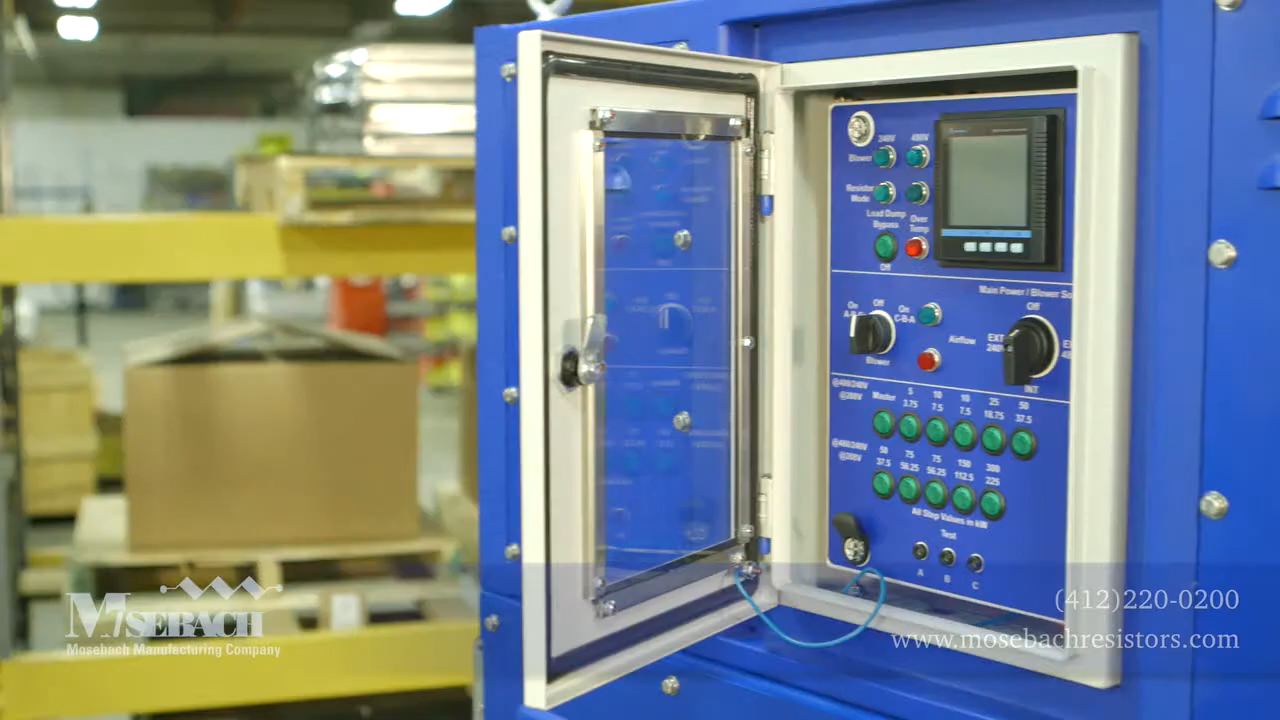 240V 480V
Blower
Resistor
Mode
Load Dump
Bypass
Over
Temp
Off
Main Power / Blower So
On
A-B-C
Off
On
C-B-A
Blower
Airflow
Off
EXT
240V
INT
@480/240V
@208V
Master
5
3.75
10
7.5
10
7.5
25
18.75
50
37.5
@480/240V
@208V
50
37.5
75
56.25
75
56.25
150
112.5
300
225
All Step Values in kW
Test
A B C
MOSEBACH
Mosebach Manufacturing Company
(412)220-0200
www.mosebachresistors.com